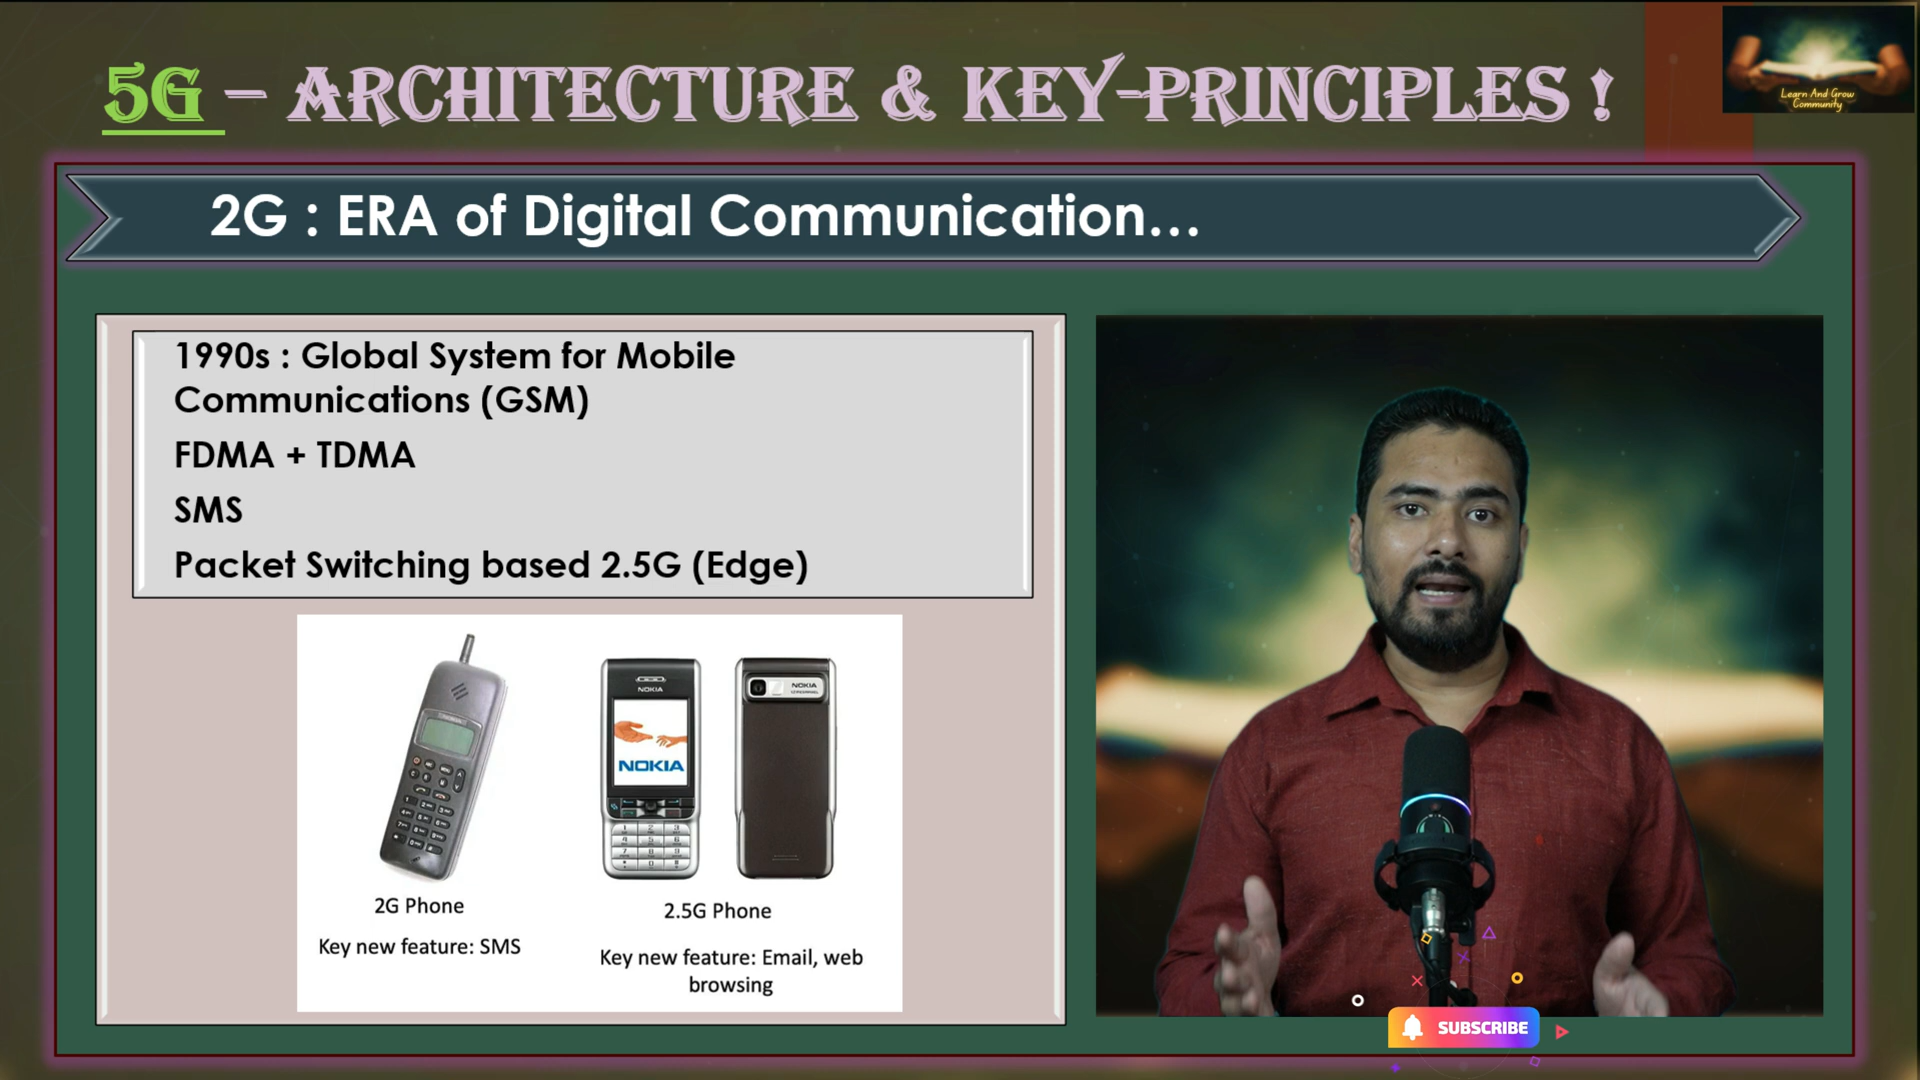 5G – ARCHITECTURE & KEY-PRINCIPLES !
Learn And Grow
Community
2G : ERA of Digital Communication...
1990s : Global System for Mobile
Communications (GSM)
FDMA + TDMA
SMS
Packet Switching based 2.5G (Edge)
NOKIA
NOKIA
NOKIA
2G Phone
2.5G Phone
Key new feature: SMS
Key new feature: Email, web
browsing
SUBSCRIBE